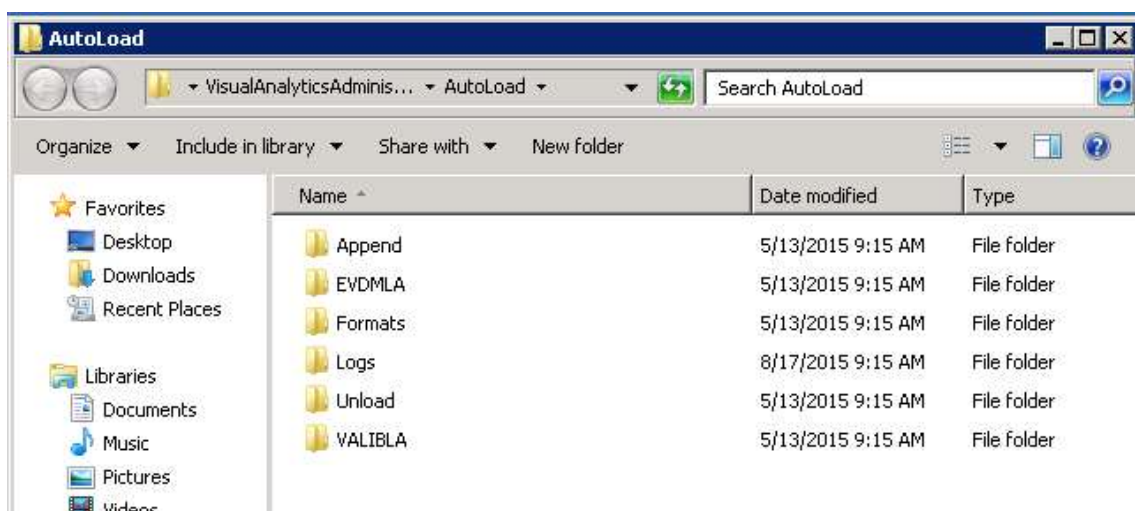 AutoLoad
VisualAnalyticsAdminis... AutoLoad Search AutoLoad
Organize Include in library Share with New folder
Name Date modified Type
Favorites
Desktop
Downloads
Recent Places
Libraries
Documents
Music
Pictures
Videos
Append 5/13/2015 9:15 AM File folder
EVDMLA 5/13/2015 9:15 AM File folder
Formats 5/13/2015 9:15 AM File folder
Logs 8/17/2015 9:15 AM File folder
Unload 5/13/2015 9:15 AM File folder
VALIBLA 5/13/2015 9:15 AM File folder